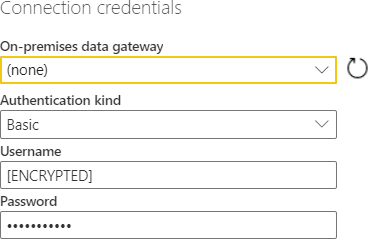 Connection credentials
On-premises data gateway
(none)
Authentication kind
Basic
Username
[ENCRYPTED]
Password
•••••••••••